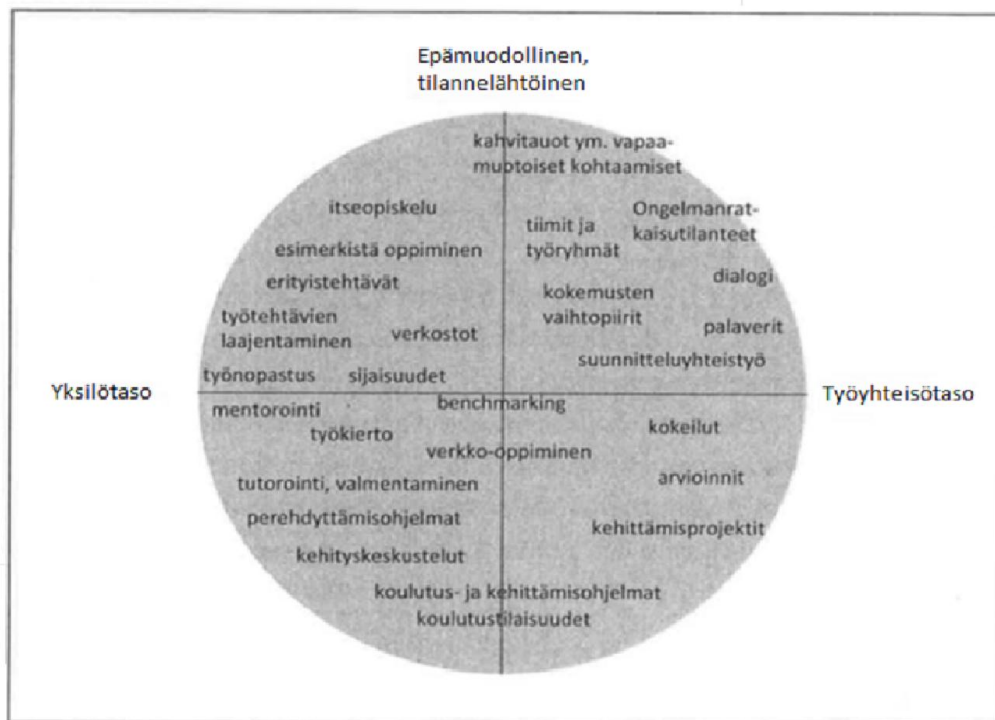 Epämuodollinen,
tilannelähtöinen
kahvitauot ym. vapaa-
muotoiset kohtaamiset
itseopiskelu
esimerkistä oppiminen
erityistehtävät
työtehtävien
laajentaminen
verkostot
työnopastus
sijaisuudet
tiimit ja
työryhmät
Ongelmanrat-
kaisutilanteet
dialogi
kokemusten
vaihtopiirit
palaverit
suunnitteluyhteistyö
Yksilötaso
Työyhteisötaso
benchmarking
mentorointi
työkierto
verkko-oppiminen
tutorointi, valmentaminen
perehdyttämisohjelmat
kehityskeskustelut
kokeilut
arvioinnit
kehittämisprojektit
koulutus- ja kehittämisohjelmat
koulutustilaisuudet